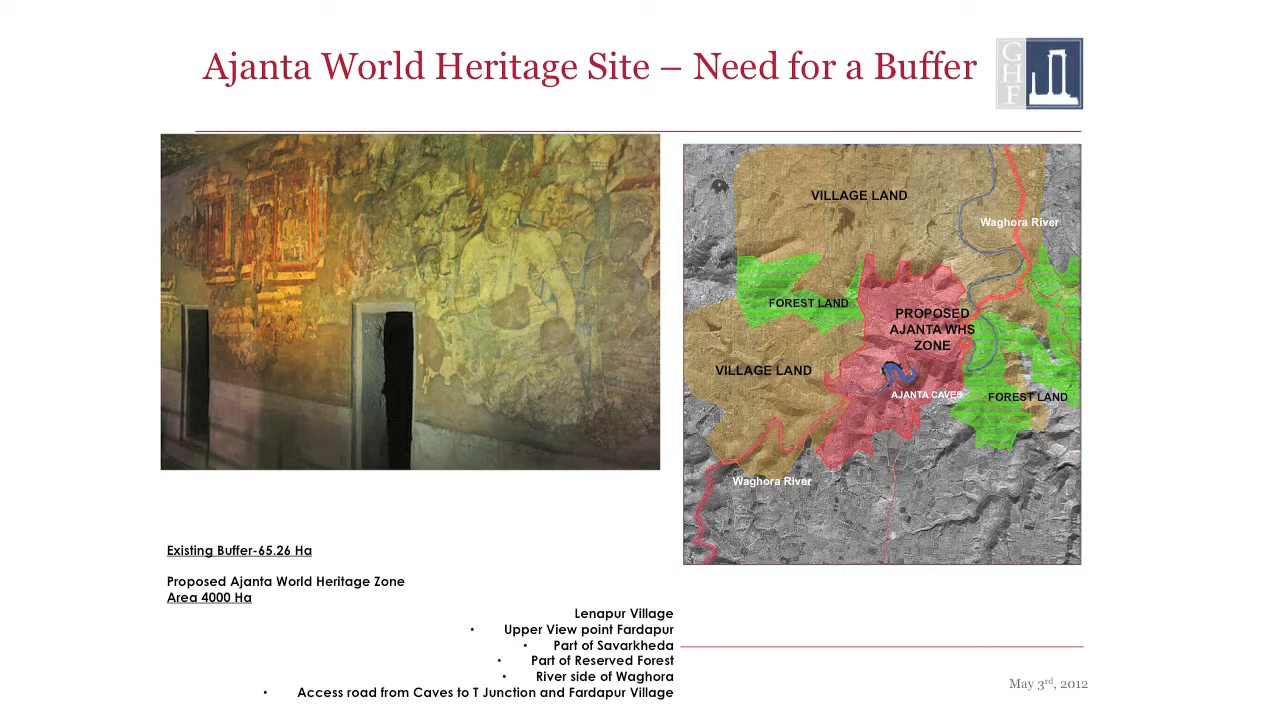 Ajanta World Heritage Site – Need for a Buffer
GHF
VILLAGE LAND
Waghora River
FOREST LAND
PROPOSED
AJANTA WHS
ZONE
VILLAGE LAND
AJANTA CAVES
FOREST LAND
Waghora River
Existing Buffer-65.26 Ha
Proposed Ajanta World Heritage Zone
Area 4000 Ha
Lenapur Village
• Upper View point Fardapur
• Part of Savarkheda
• Part of Reserved Forest
• River side of Waghora
• Access road from Caves to T Junction and Fardapur Village
May 3rd, 2012